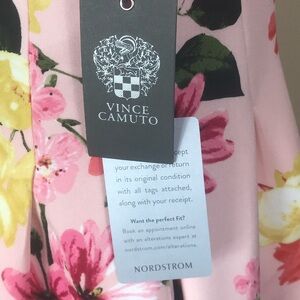 VINCE
CAMUTO
cept
your exchange or return
in its original condition
with all tags attached,
along with your receipt.
Want the perfect fit?
Book an appointment online
with an alterations expert at
nordstrom.com/alterations.
NORDSTROM